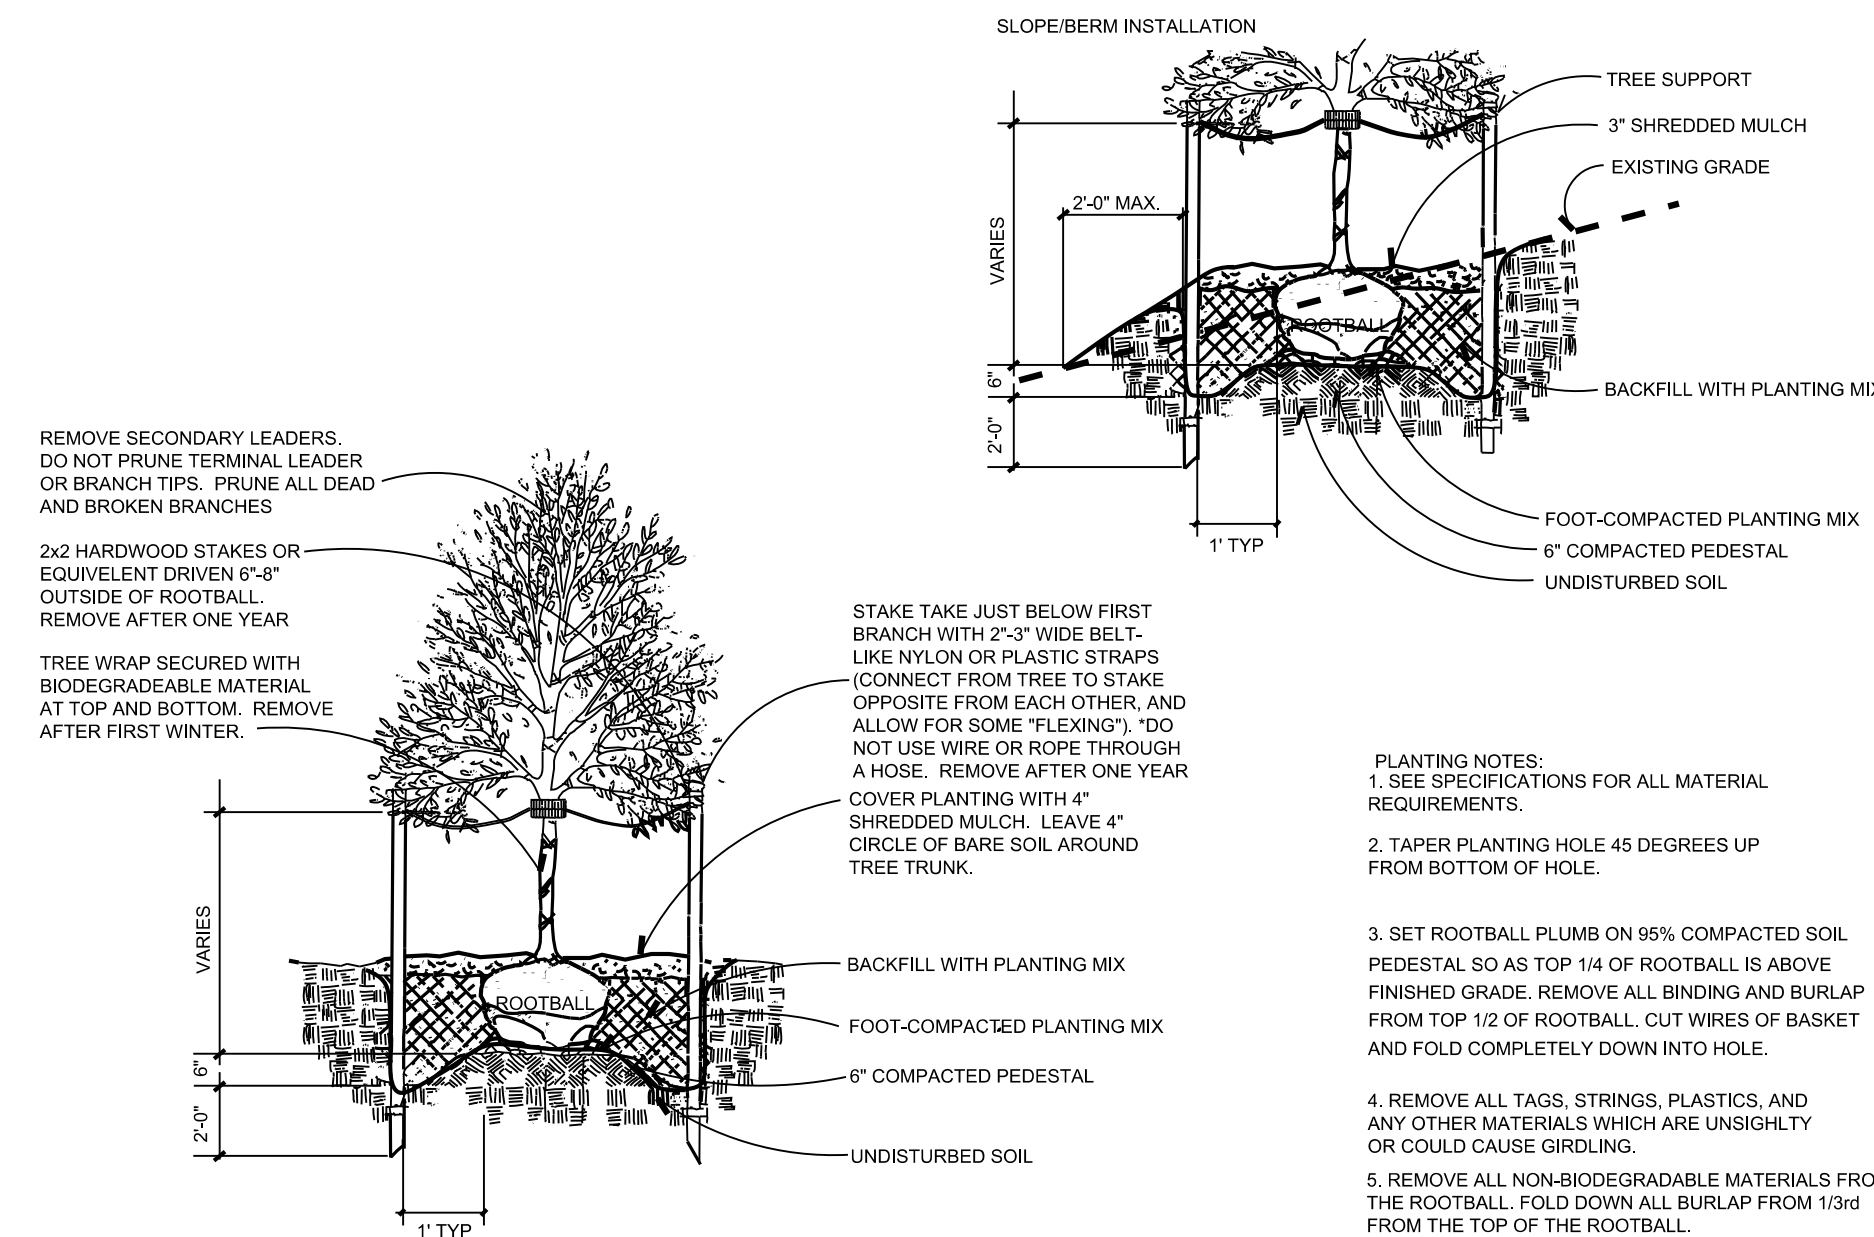 SLOPE/BERM INSTALLATION
TREE SUPPORT
3" SHREDDED MULCH
EXISTING GRADE
2'-0" MAX.
VARIES
ROOTBALL
6"
2'-0"
BACKFILL WITH PLANTING MIX
1' TYP
FOOT-COMPACTED PLANTING MIX
6" COMPACTED PEDESTAL
UNDISTURBED SOIL
REMOVE SECONDARY LEADERS.
DO NOT PRUNE TERMINAL LEADER
OR BRANCH TIPS. PRUNE ALL DEAD
AND BROKEN BRANCHES
2x2 HARDWOOD STAKES OR
EQUIVELENT DRIVEN 6"-8"
OUTSIDE OF ROOTBALL.
REMOVE AFTER ONE YEAR
TREE WRAP SECURED WITH
BIODEGRADEABLE MATERIAL
AT TOP AND BOTTOM. REMOVE
AFTER FIRST WINTER.
STAKE TAKE JUST BELOW FIRST
BRANCH WITH 2"-3" WIDE BELT-
LIKE NYLON OR PLASTIC STRAPS
(CONNECT FROM TREE TO STAKE
OPPOSITE FROM EACH OTHER, AND
ALLOW FOR SOME "FLEXING"). *DO
NOT USE WIRE OR ROPE THROUGH
A HOSE. REMOVE AFTER ONE YEAR
COVER PLANTING WITH 4"
SHREDDED MULCH. LEAVE 4"
CIRCLE OF BARE SOIL AROUND
TREE TRUNK.
VARIES
ROOTBALL
BACKFILL WITH PLANTING MIX
FOOT-COMPACTED PLANTING MIX
6"
6" COMPACTED PEDESTAL
2'-0"
UNDISTURBED SOIL
1' TYP
PLANTING NOTES:
1. SEE SPECIFICATIONS FOR ALL MATERIAL
REQUIREMENTS.
2. TAPER PLANTING HOLE 45 DEGREES UP
FROM BOTTOM OF HOLE.
3. SET ROOTBALL PLUMB ON 95% COMPACTED SOIL
PEDESTAL SO AS TOP 1/4 OF ROOTBALL IS ABOVE
FINISHED GRADE. REMOVE ALL BINDING AND BURLAP
FROM TOP 1/2 OF ROOTBALL. CUT WIRES OF BASKET
AND FOLD COMPLETELY DOWN INTO HOLE.
4. REMOVE ALL TAGS, STRINGS, PLASTICS, AND
ANY OTHER MATERIALS WHICH ARE UNSIGHLTY
OR COULD CAUSE GIRDLING.
5. REMOVE ALL NON-BIODEGRADABLE MATERIALS FRO
THE ROOTBALL. FOLD DOWN ALL BURLAP FROM 1/3rd
FROM THE TOP OF THE ROOTBALL.